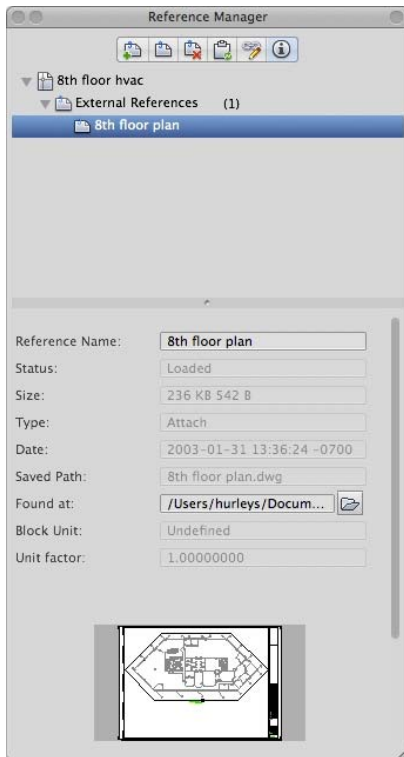 Reference Manager
8th floor hvac
External References (1)
8th floor plan
Reference Name: 8th floor plan
Status: Loaded
Size: 236 KB 542 B
Type: Attach
Date: 2003-01-31 13:36:24 -0700
Saved Path: 8th floor plan.dwg
Found at: /Users/hurleys/Docum...
Block Unit: Undefined
Unit factor: 1.00000000